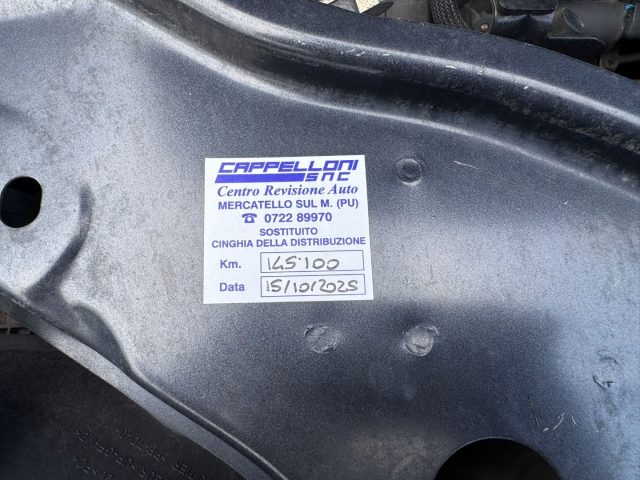 CAPPELLONI
SNC
Centro Revisione Auto
MERCATELLO SUL M. (PU)
☎ 0722 89970
SOSTITUITO
CINGHIA DELLA DISTRIBUZIONE
Km. 145.100
Data 15/10/2025